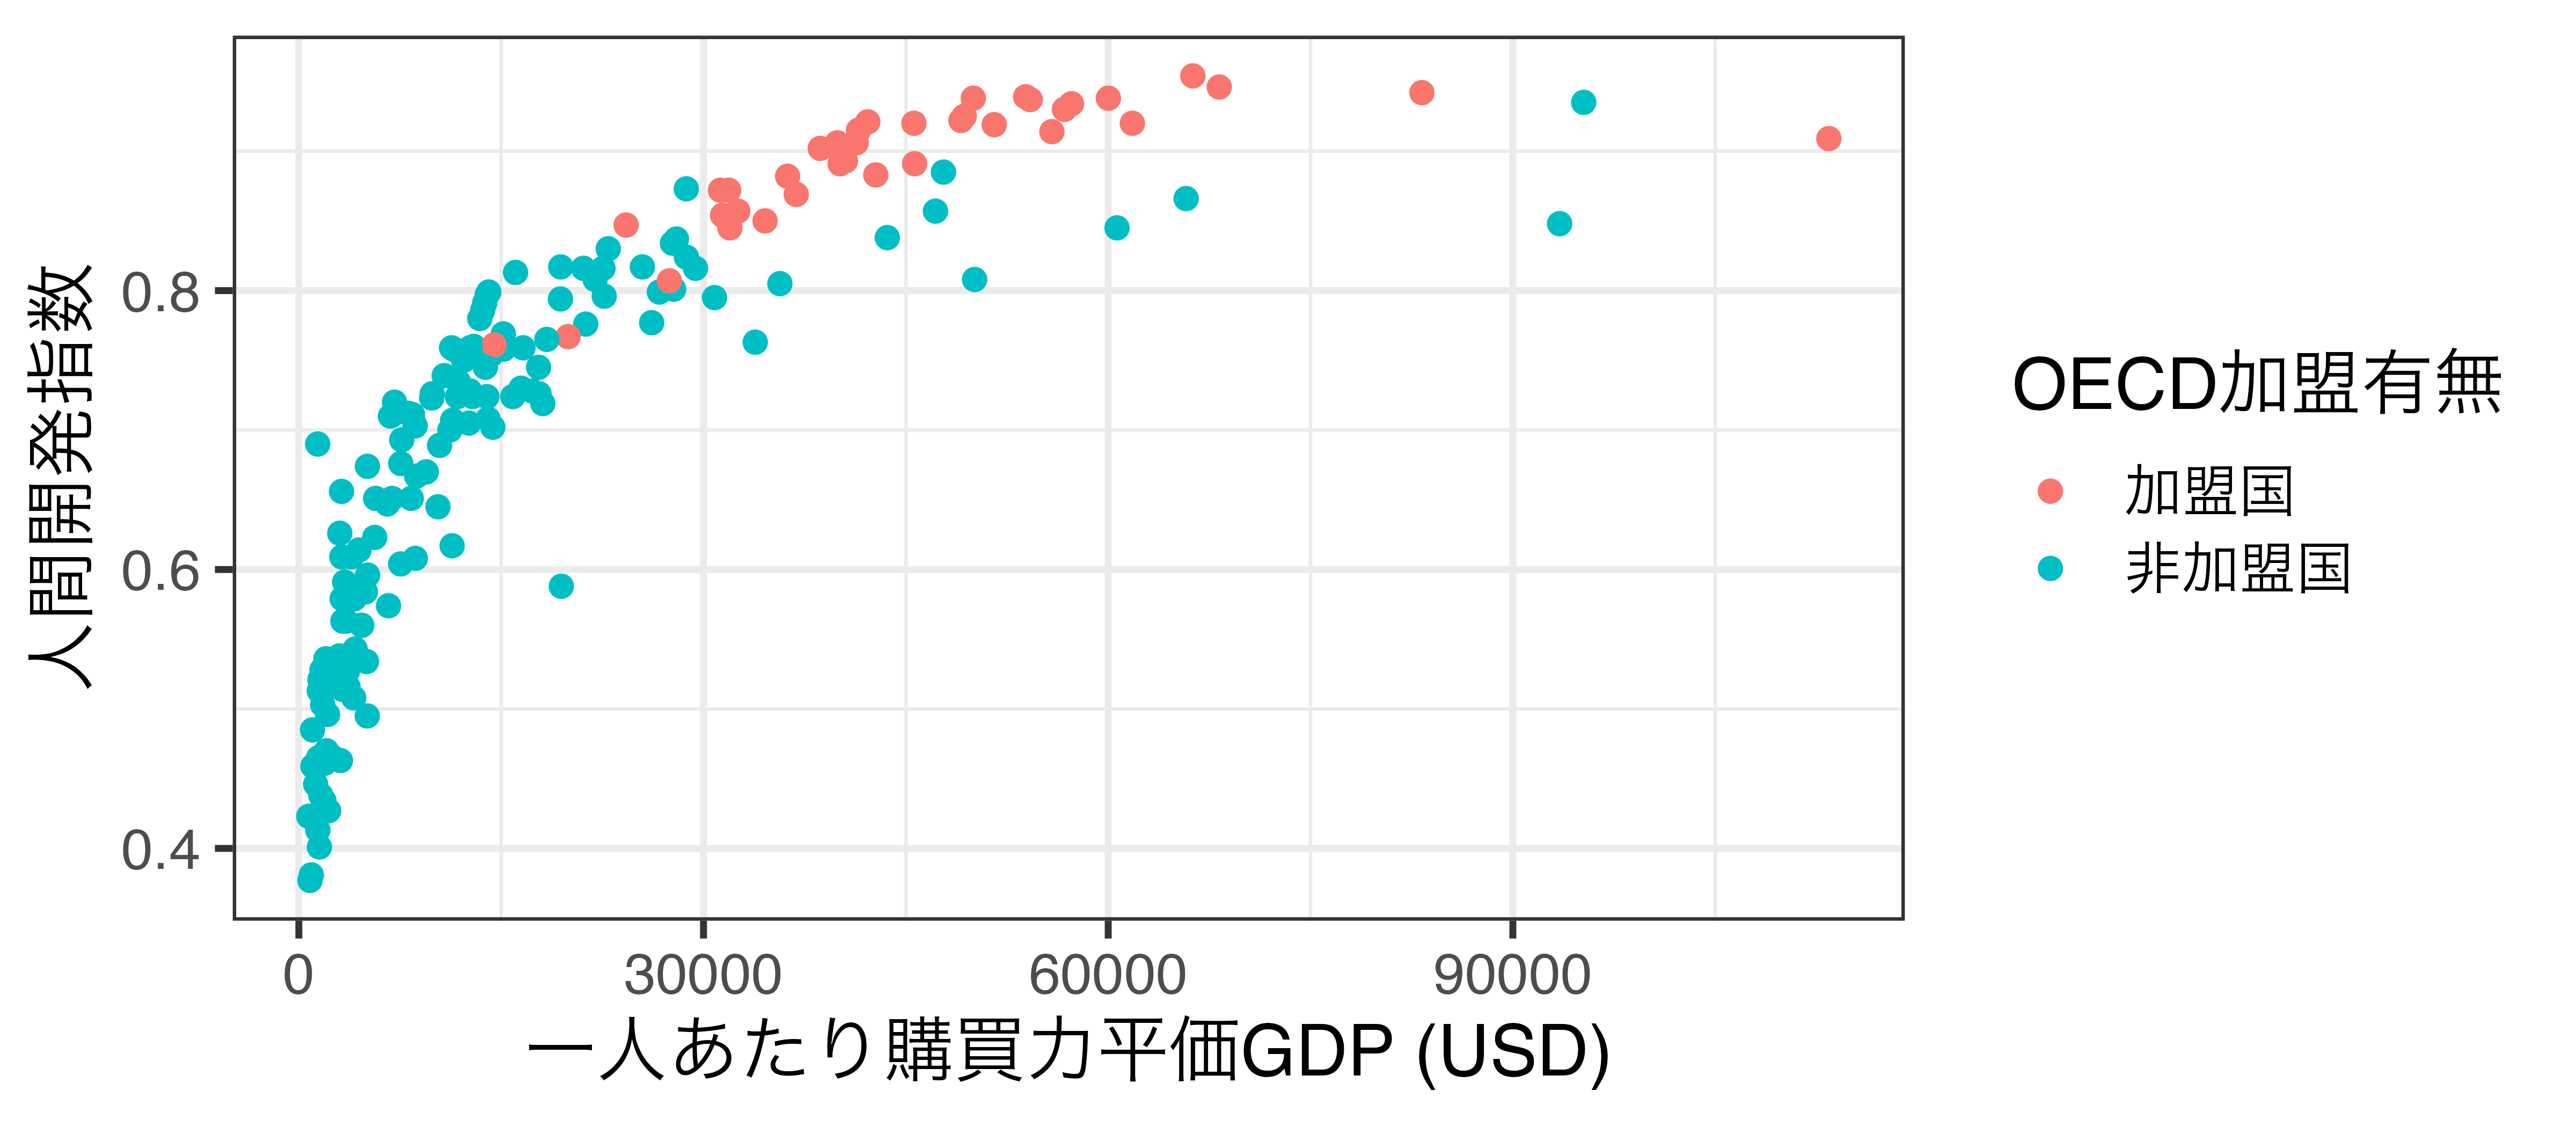 人間開発指数
0.8
0.6
0.4
0
30000
60000
90000
一人あたり購買力平価GDP (USD)
OECD加盟有無
加盟国
非加盟国